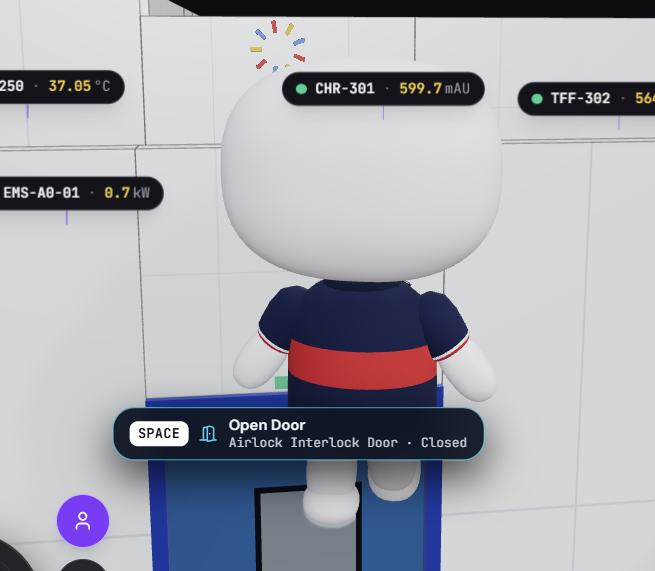 250 · 37.05 °C
CHR-301 · 599.7 mAU
TFF-302 · 564
EMS-A0-01 · 0.7 kW
SPACE
Open Door
Airlock Interlock Door · Closed